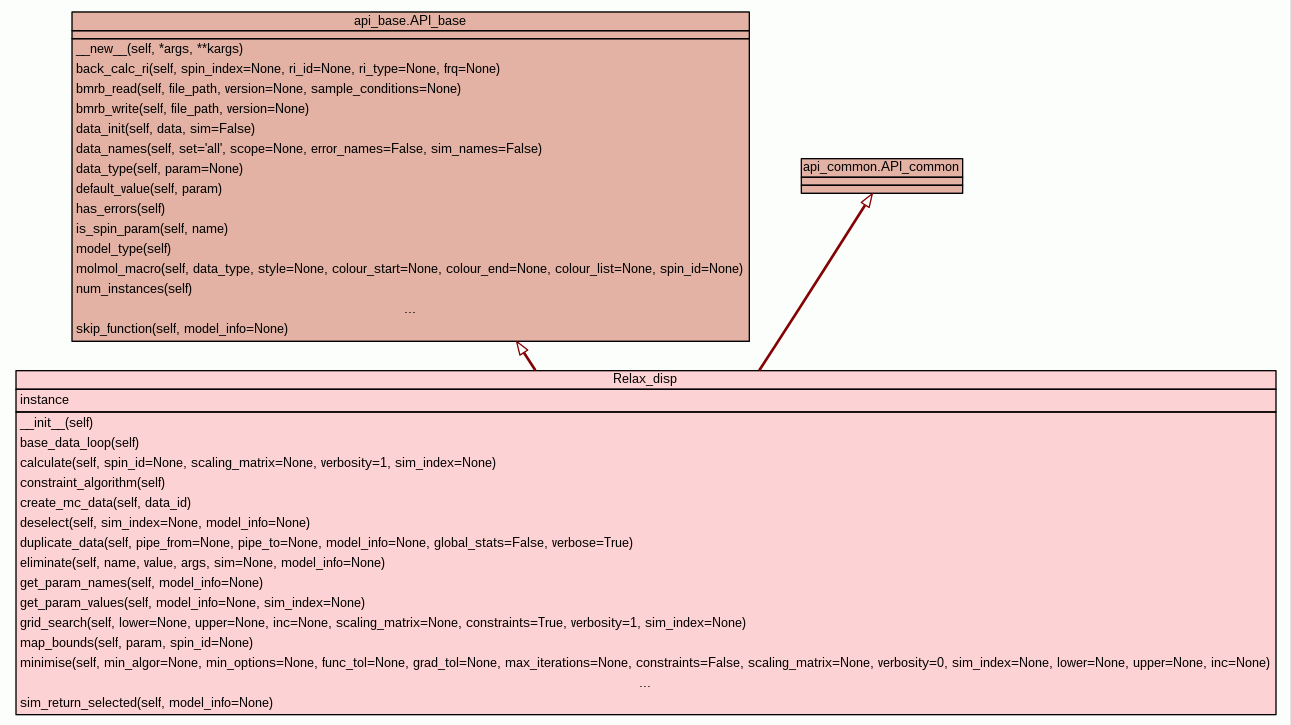 api_base.API_base
__new__(self, *args, **kargs)
back_calc_ri(self, spin_index=None, ri_id=None, ri_type=None, frq=None)
bmrb_read(self, file_path, version=None, sample_conditions=None)
bmrb_write(self, file_path, version=None)
data_init(self, data, sim=False)
data_names(self, set='all', scope=None, error_names=False, sim_names=False)
data_type(self, param=None)
default_value(self, param)
has_errors(self)
is_spin_param(self, name)
model_type(self)
molmol_macro(self, data_type, style=None, colour_start=None, colour_end=None, colour_list=None, spin_id=None)
num_instances(self)
...
skip_function(self, model_info=None)
api_common.API_common
Relax_disp
instance
__init__(self)
base_data_loop(self)
calculate(self, spin_id=None, scaling_matrix=None, verbosity=1, sim_index=None)
constraint_algorithm(self)
create_mc_data(self, data_id)
deselect(self, sim_index=None, model_info=None)
duplicate_data(self, pipe_from=None, pipe_to=None, model_info=None, global_stats=False, verbose=True)
eliminate(self, name, value, args, sim=None, model_info=None)
get_param_names(self, model_info=None)
get_param_values(self, model_info=None, sim_index=None)
grid_search(self, lower=None, upper=None, inc=None, scaling_matrix=None, constraints=True, verbosity=1, sim_index=None)
map_bounds(self, param, spin_id=None)
minimise(self, min_algor=None, min_options=None, func_tol=None, grad_tol=None, max_iterations=None, constraints=False, scaling_matrix=None, verbosity=0, sim_index=None, lower=None, upper=None, inc=None)
...
sim_return_selected(self, model_info=None)